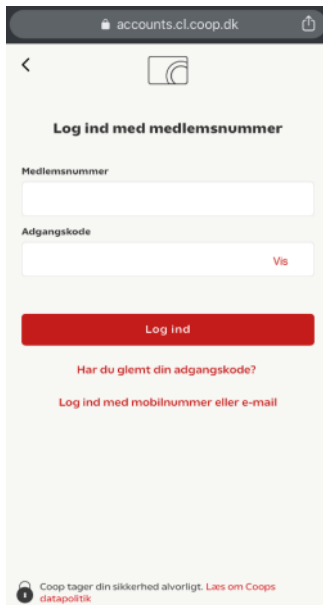 accounts.cl.coop.dk
Log ind med medlemsnummer
Medlemsnummer
Adgangskode
Vis
Log ind
Har du glemt din adgangskode?
Log ind med mobilnummer eller e-mail
Coop tager din sikkerhed alvorligt. Læs om Coops
datapolitik